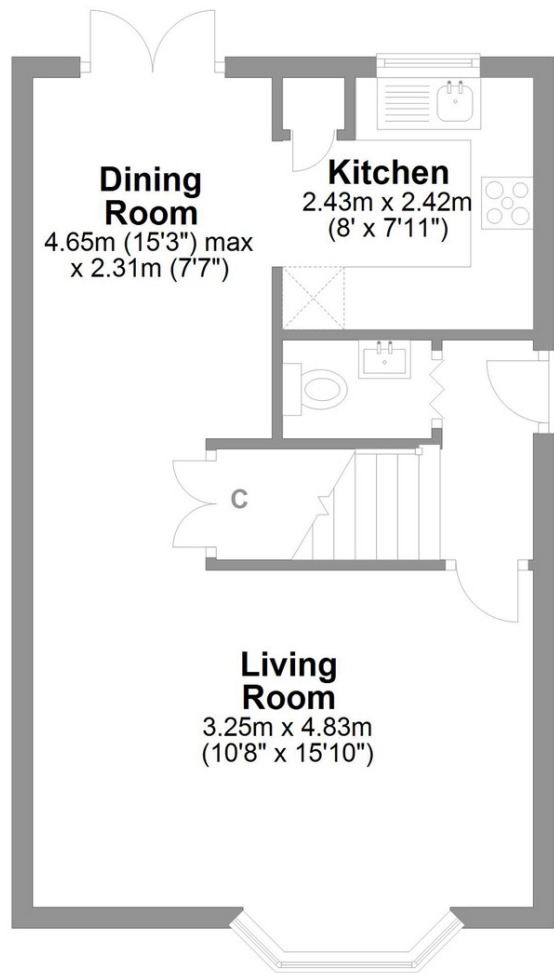 Dining
Room
4.65m (15'3") max
x 2.31m (7'7")
Kitchen
2.43m x 2.42m
(8' x 7'11")
C
Living
Room
3.25m x 4.83m
(10'8" x 15'10")